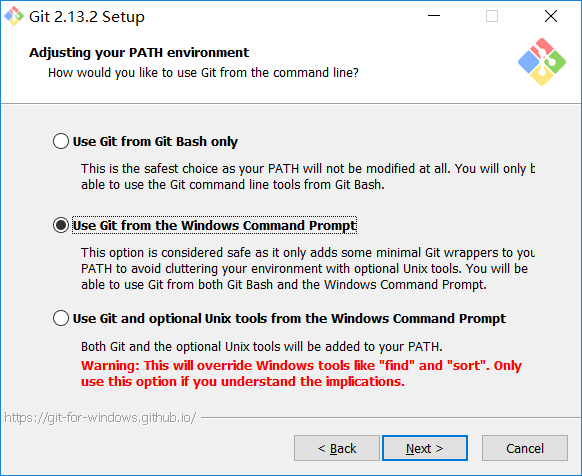 Git 2.13.2 Setup
Adjusting your PATH environment
How would you like to use Git from the command line?
Use Git from Git Bash only
This is the safest choice as your PATH will not be modified at all. You will only
able to use the Git command line tools from Git Bash.
Use Git from the Windows Command Prompt
This option is considered safe as it only adds some minimal Git wrappers to you
PATH to avoid cluttering your environment with optional Unix tools. You will be
able to use Git from both Git Bash and the Windows Command Prompt.
Use Git and optional Unix tools from the Windows Command Prompt
Both Git and the optional Unix tools will be added to your PATH.
Warning: This will override Windows tools like "find" and "sort". Only
use this option if you understand the implications.
https://git-for-windows.github.io/
< Back
Next >
Cancel